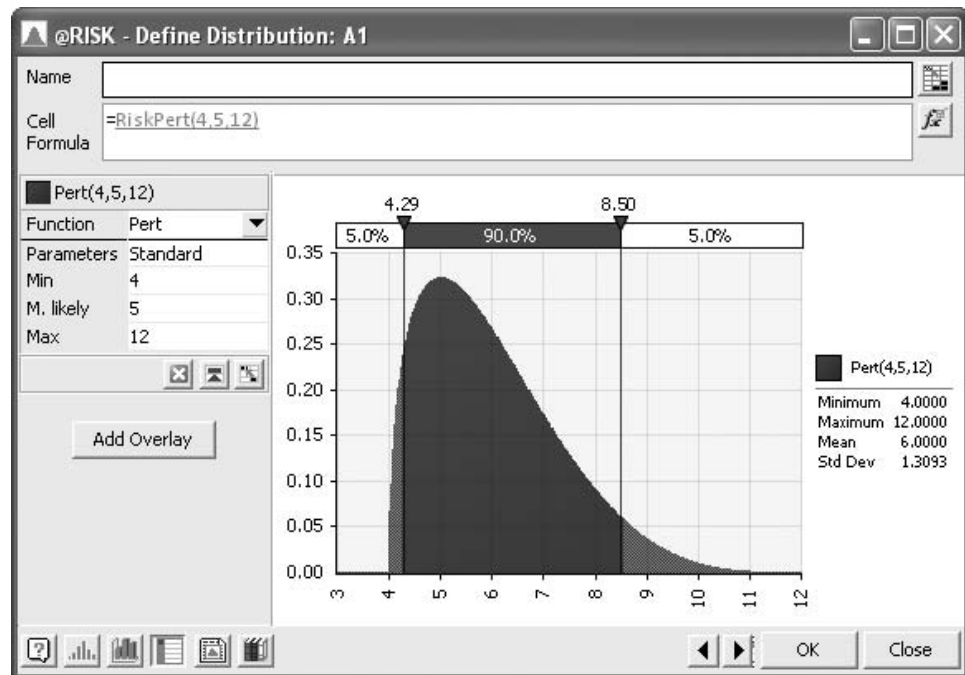 @RISK - Define Distribution: A1
Name
Cell Formula
=RiskPert(4,5,12)
Pert(4,5,12)
Function Pert
Parameters Standard
Min 4
M. likely 5
Max 12
Add Overlay
4.29 8.50
5.0% 90.0% 5.0%
0.35
0.30
0.25
0.20
0.15
0.10
0.05
0.00
3 4 5 6 7 8 9 10 11 12
Pert(4,5,12)
Minimum 4.0000
Maximum 12.0000
Mean 6.0000
Std Dev 1.3093
OK Close